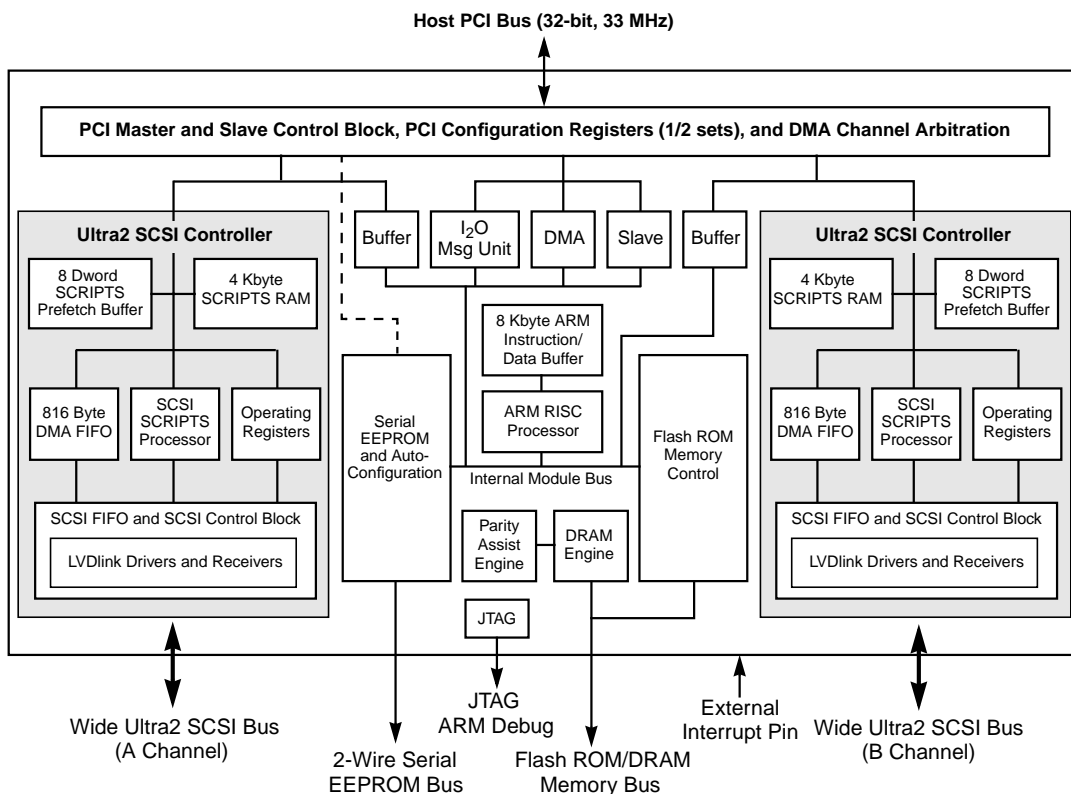 Host PCI Bus (32-bit, 33 MHz)
PCI Master and Slave Control Block, PCI Configuration Registers (1/2 sets), and DMA Channel Arbitration
Ultra2 SCSI Controller
8 Dword
SCRIPTS
Prefetch Buffer
4 Kbyte
SCRIPTS RAM
816 Byte
DMA FIFO
SCSI
SCRIPTS
Processor
Operating
Registers
SCSI FIFO and SCSI Control Block
LVDlink Drivers and Receivers
Buffer
I2O
Msg Unit
DMA
Slave
Buffer
8 Kbyte ARM
Instruction/
Data Buffer
ARM RISC
Processor
Serial
EEPROM
and Auto-
Configuration
Internal Module Bus
Flash ROM
Memory
Control
Parity
Assist
Engine
DRAM
Engine
JTAG
Ultra2 SCSI Controller
4 Kbyte
SCRIPTS RAM
8 Dword
SCRIPTS
Prefetch Buffer
816 Byte
DMA FIFO
SCSI
SCRIPTS
Processor
Operating
Registers
SCSI FIFO and SCSI Control Block
LVDlink Drivers and Receivers
Wide Ultra2 SCSI Bus
(A Channel)
2-Wire Serial
EEPROM Bus
JTAG
ARM Debug
Flash ROM/DRAM
Memory Bus
External
Interrupt Pin
Wide Ultra2 SCSI Bus
(B Channel)